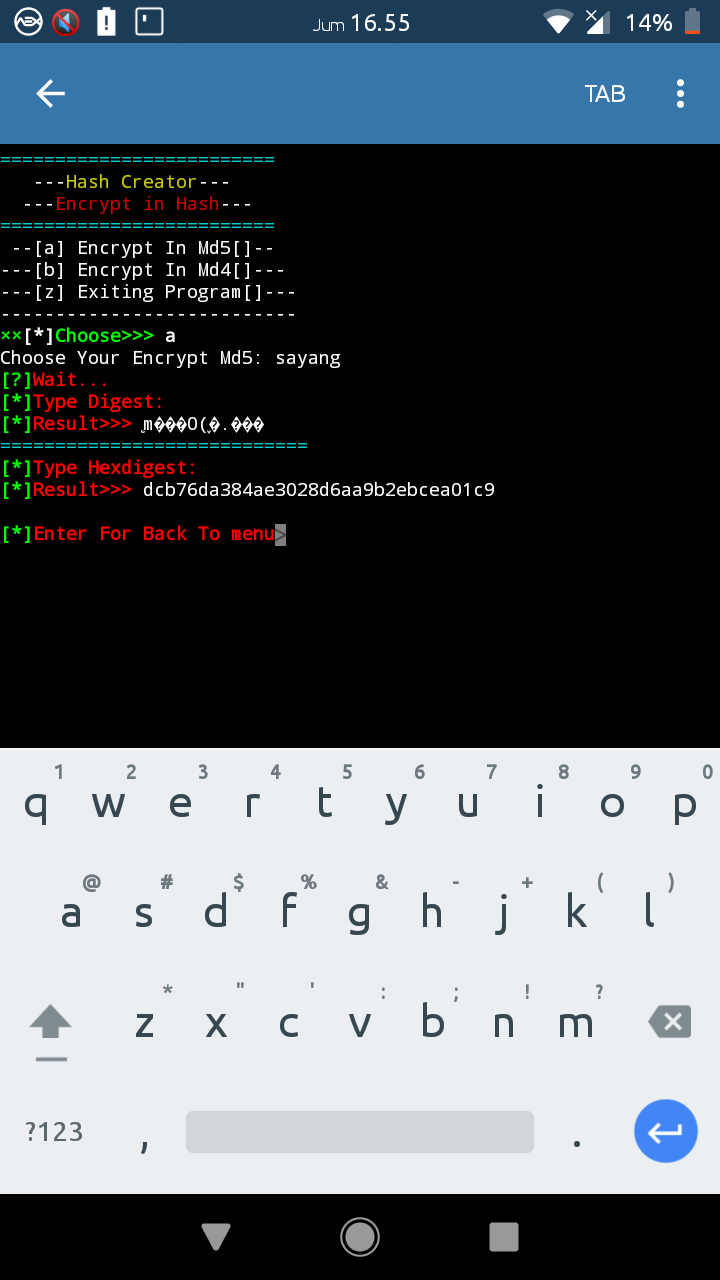 Jum 16.55 14%
TAB
=========================
---Hash Creator---
---Encrypt in Hash---
=========================
--[a] Encrypt In Md5[]--
---[b] Encrypt In Md4[]---
---[z] Exiting Program[]---
---------------------------
××[*]Choose>>> a
Choose Your Encrypt Md5: sayang
[?]Wait...
[*]Type Digest:
[*]Result>>> m���O(�.���
============================
[*]Type Hexdigest:
[*]Result>>> dcb76da384ae3028d6aa9b2ebcea01c9
[*]Enter For Back To menu>
1 2 3 4 5 6 7 8 9 0
q w e r t y u i o p
@ # $ % & - + ( )
a s d f g h j k l
* " ' : ; ! ?
z x c v b n m
?123 , .